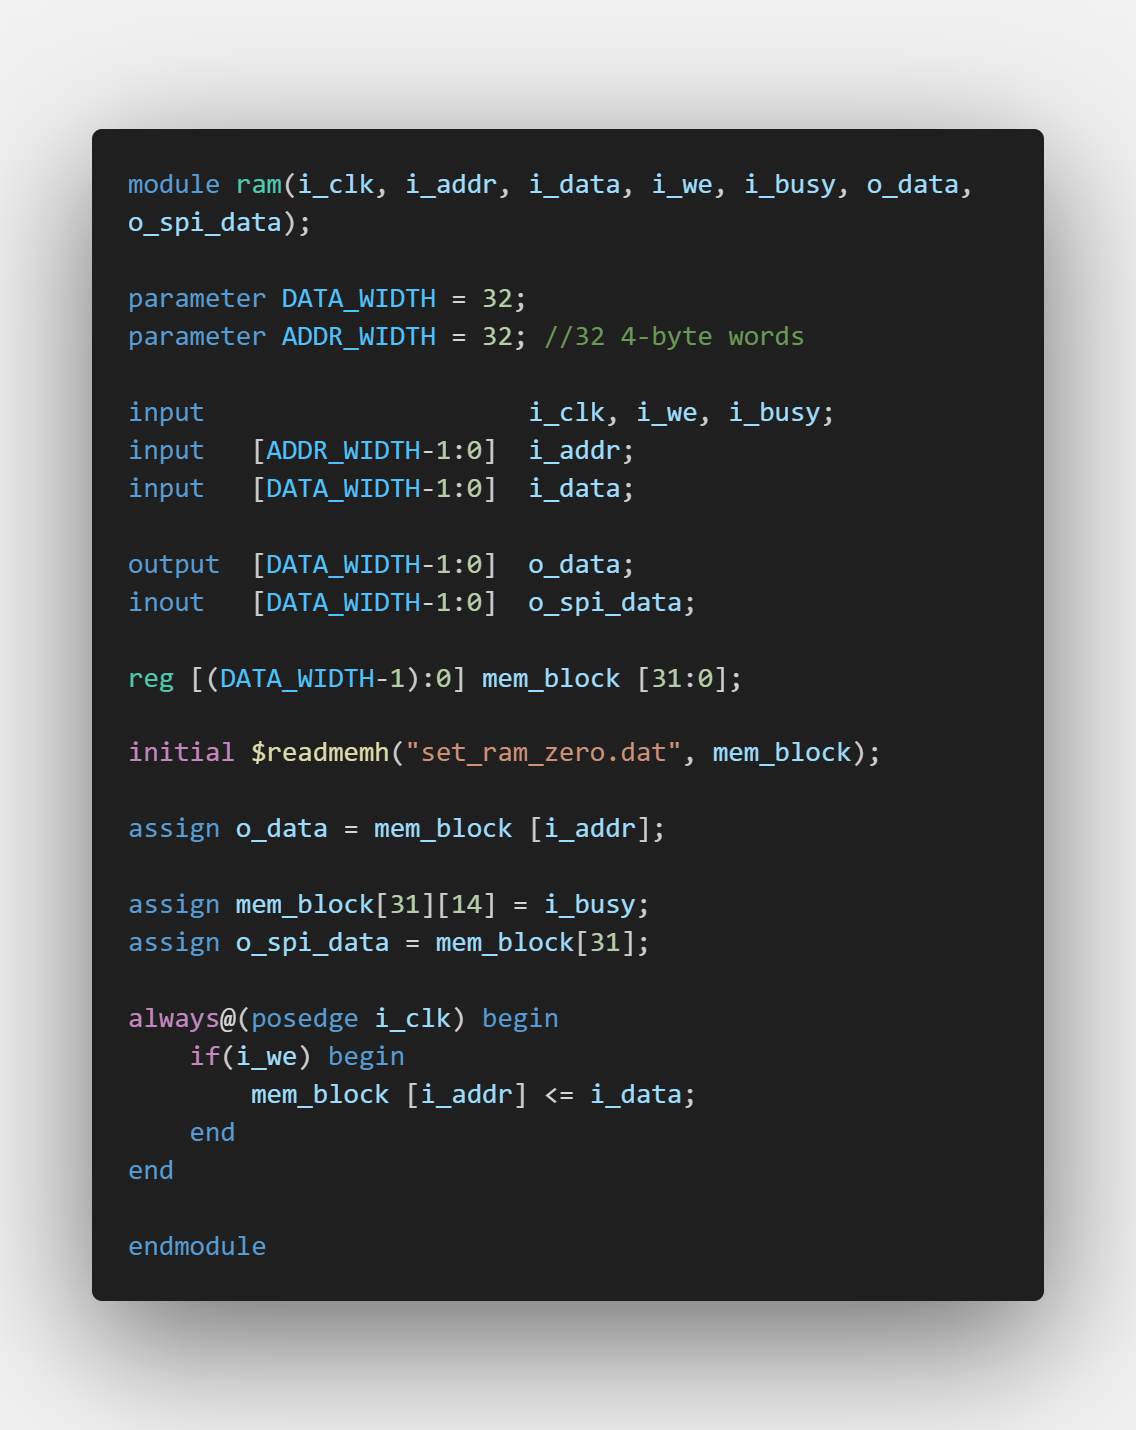 module ram(i_clk, i_addr, i_data, i_we, i_busy, o_data,
o_spi_data);
parameter DATA_WIDTH = 32;
parameter ADDR_WIDTH = 32; //32 4-byte words
input                     i_clk, i_we, i_busy;
input   [ADDR_WIDTH-1:0]  i_addr;
input   [DATA_WIDTH-1:0]  i_data;
output  [DATA_WIDTH-1:0]  o_data;
inout   [DATA_WIDTH-1:0]  o_spi_data;
reg [(DATA_WIDTH-1):0] mem_block [31:0];
initial $readmemh("set_ram_zero.dat", mem_block);
assign o_data = mem_block [i_addr];
assign mem_block[31][14] = i_busy;
assign o_spi_data = mem_block[31];
always@(posedge i_clk) begin
    if(i_we) begin
        mem_block [i_addr] <= i_data;
    end
end
endmodule